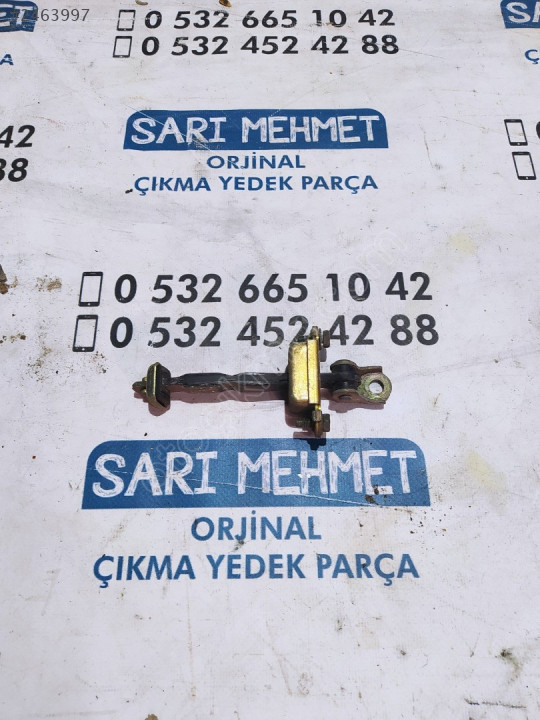 463997
0 532 665 10 42
0 532 452 42 88
42
88
SARI MEHMET
ORJİNAL
ÇIKMA YEDEK PARÇA
0 532 665 10 42
0 532 452 42 88
SARI MEHMET
ORJİNAL
ÇIKMA YEDEK PARÇA